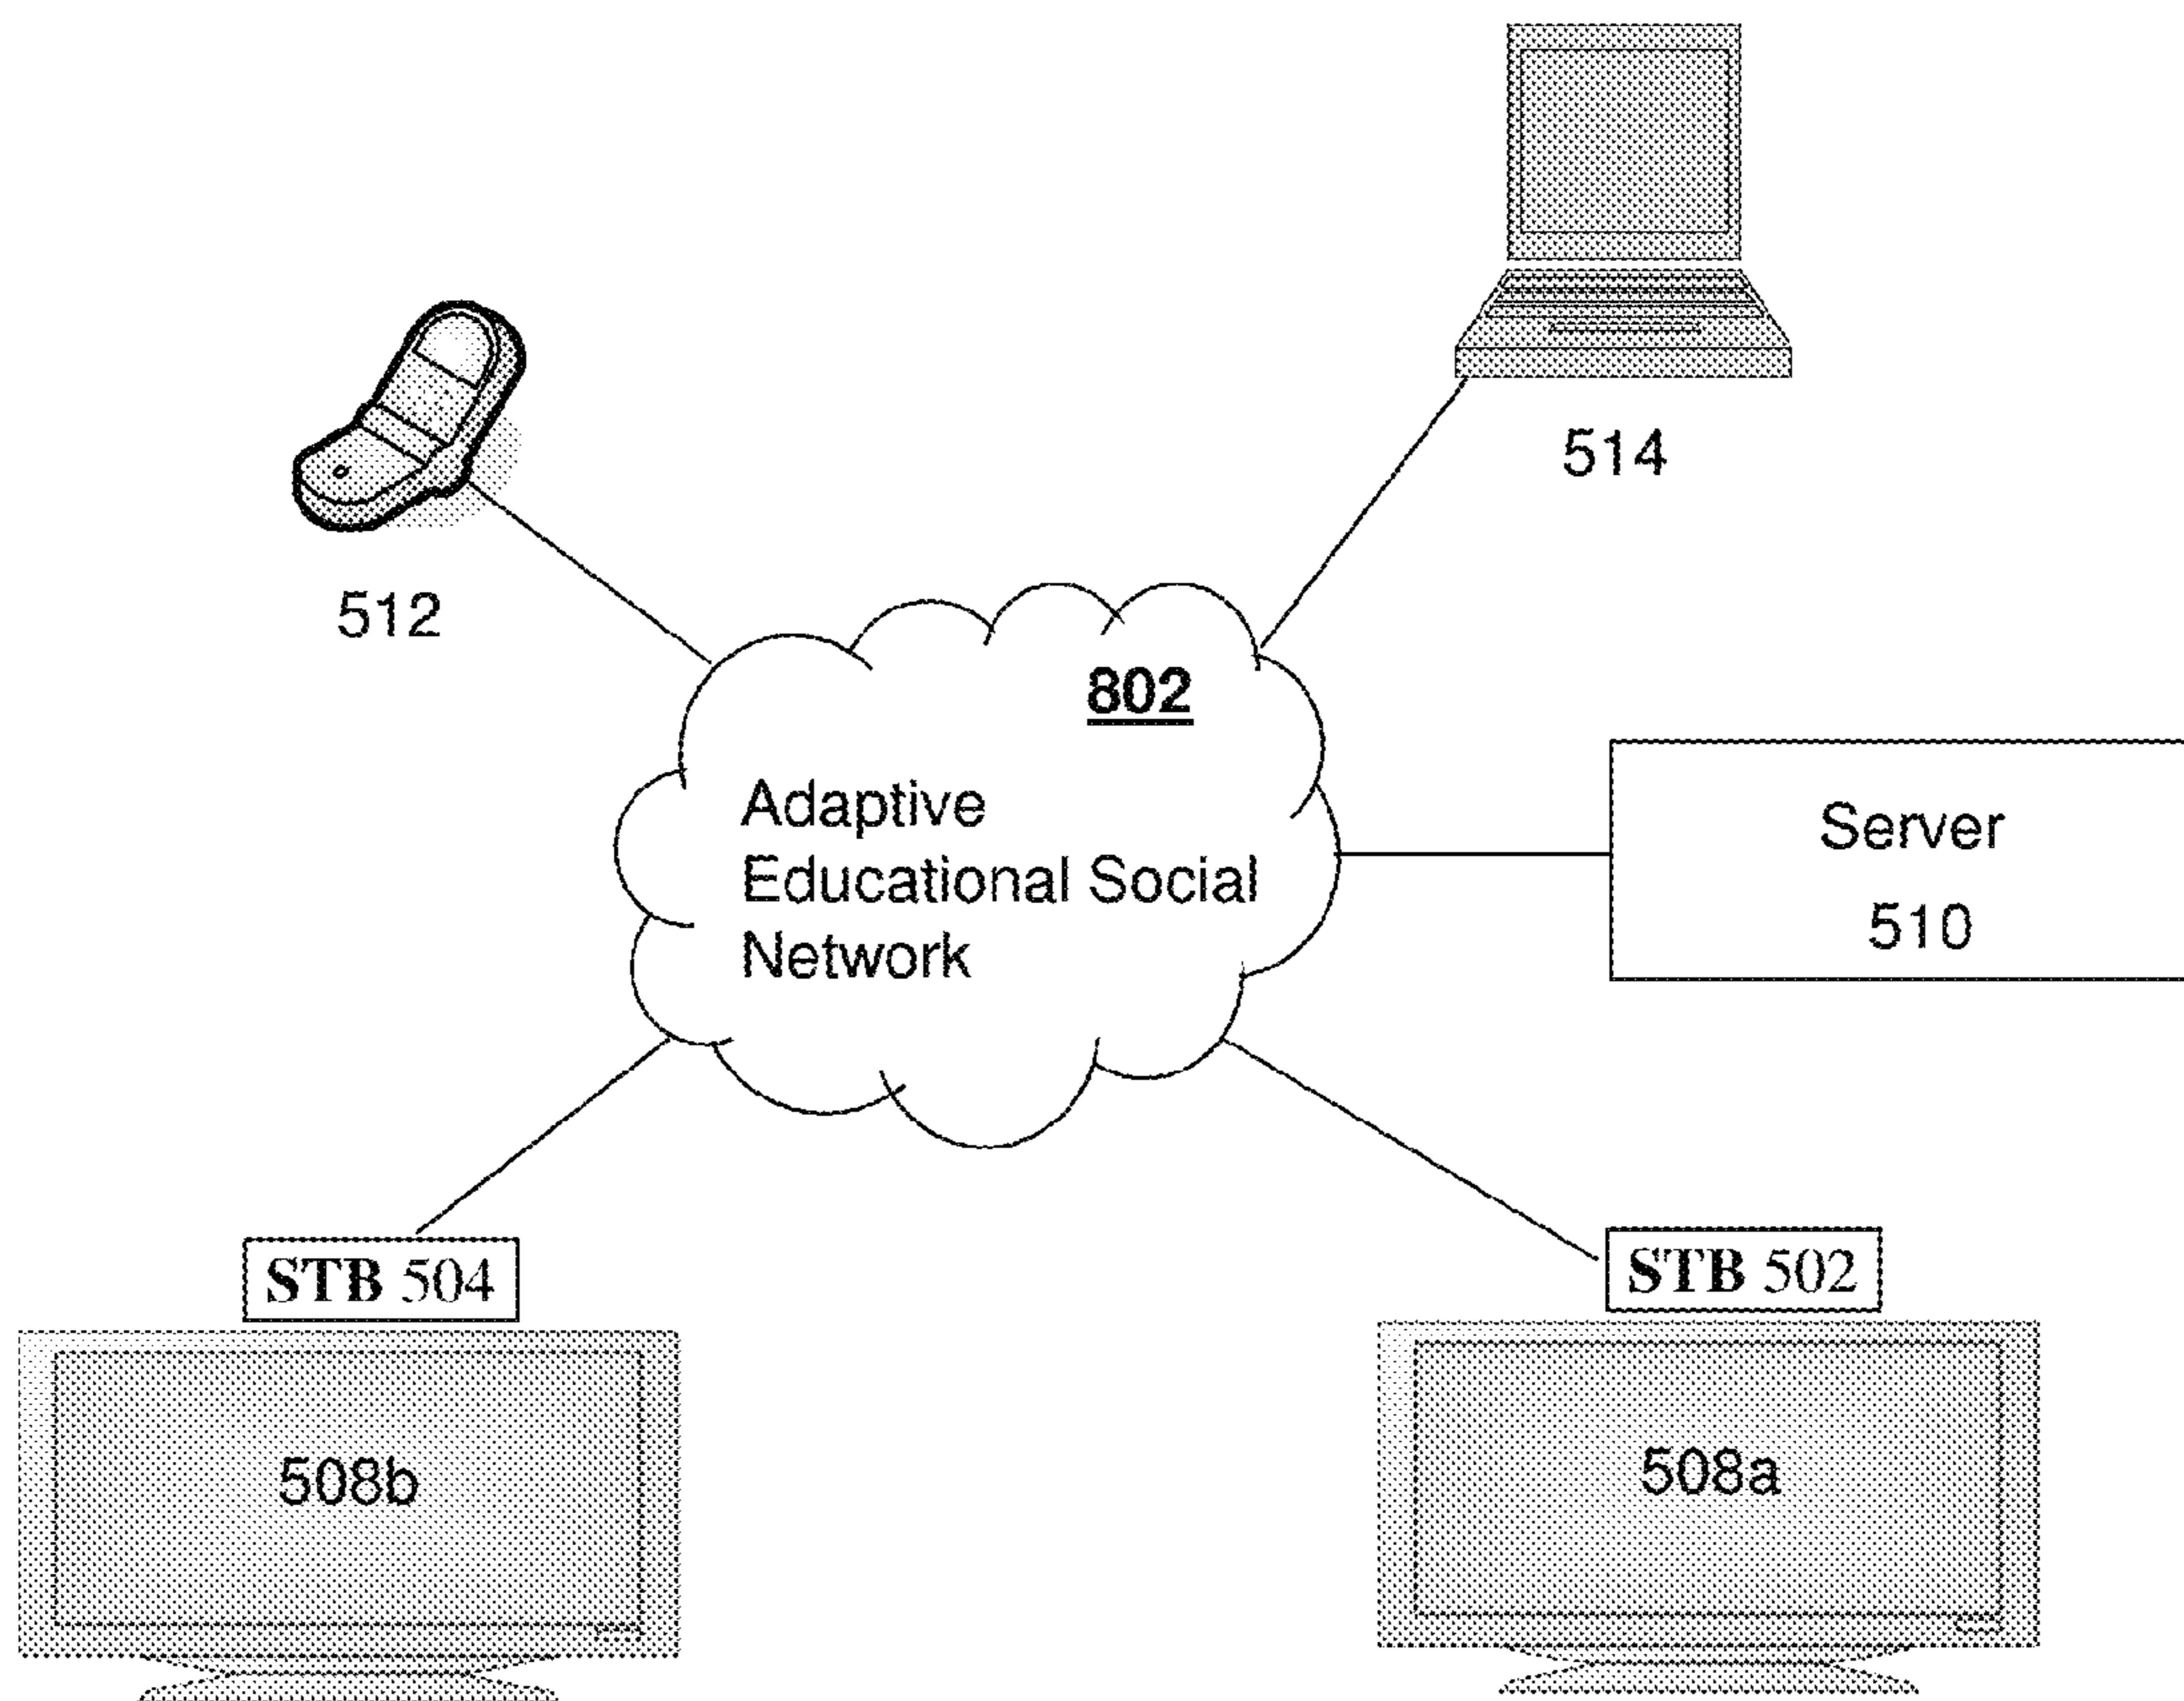 514
512
802
Adaptive
Educational Social
Network
Server
510
STB 504
STB 502
508b
508a